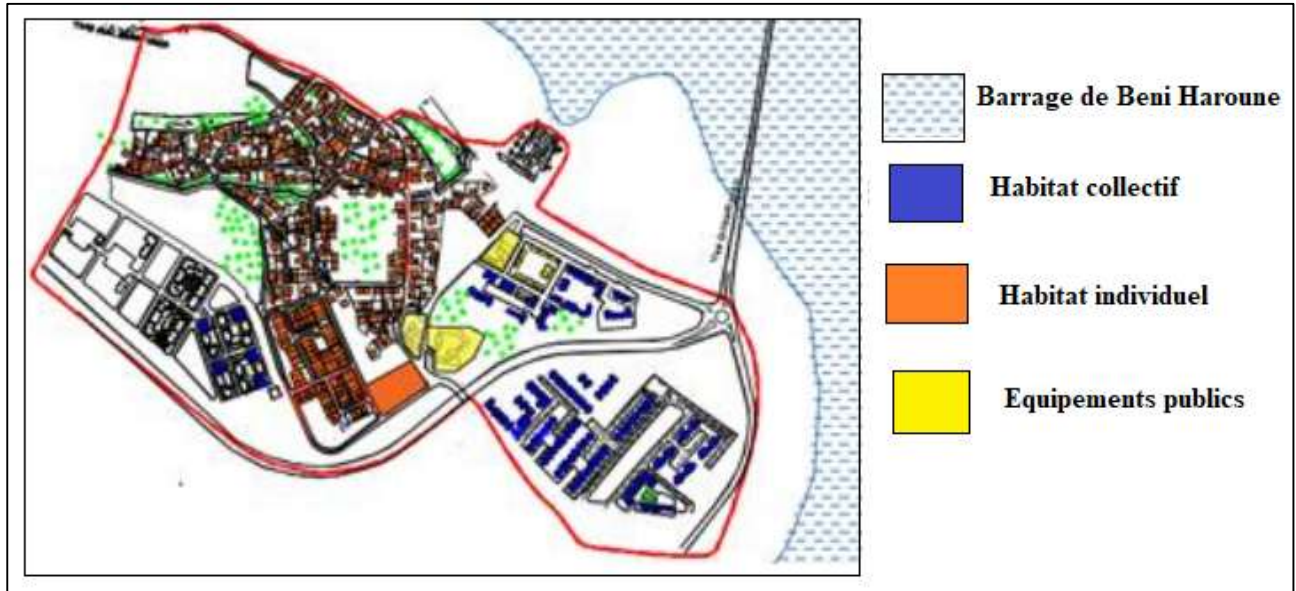 Barrage de Beni Haroune
Habitat collectif
Habitat individuel
Equipements publics